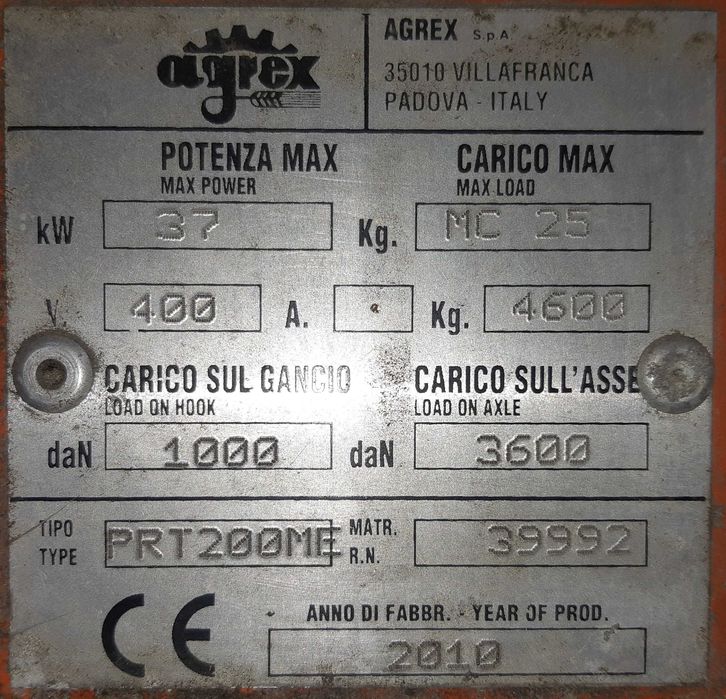 agrex
AGREX S.p.A.
35010 VILLAFRANCA
PADOVA - ITALY
POTENZA MAX CARICO MAX
MAX POWER MAX LOAD
kW 37 Kg. MC 25
V. 400 A. Kg. 4600
CARICO SUL GANCIO CARICO SULL'ASSE
LOAD ON HOOK LOAD ON AXLE
daN 1000 daN 3600
TIPO PRT200ME MATR. 39992
TYPE R.N.
CE ANNO DI FABBR. - YEAR OF PROD.
2010